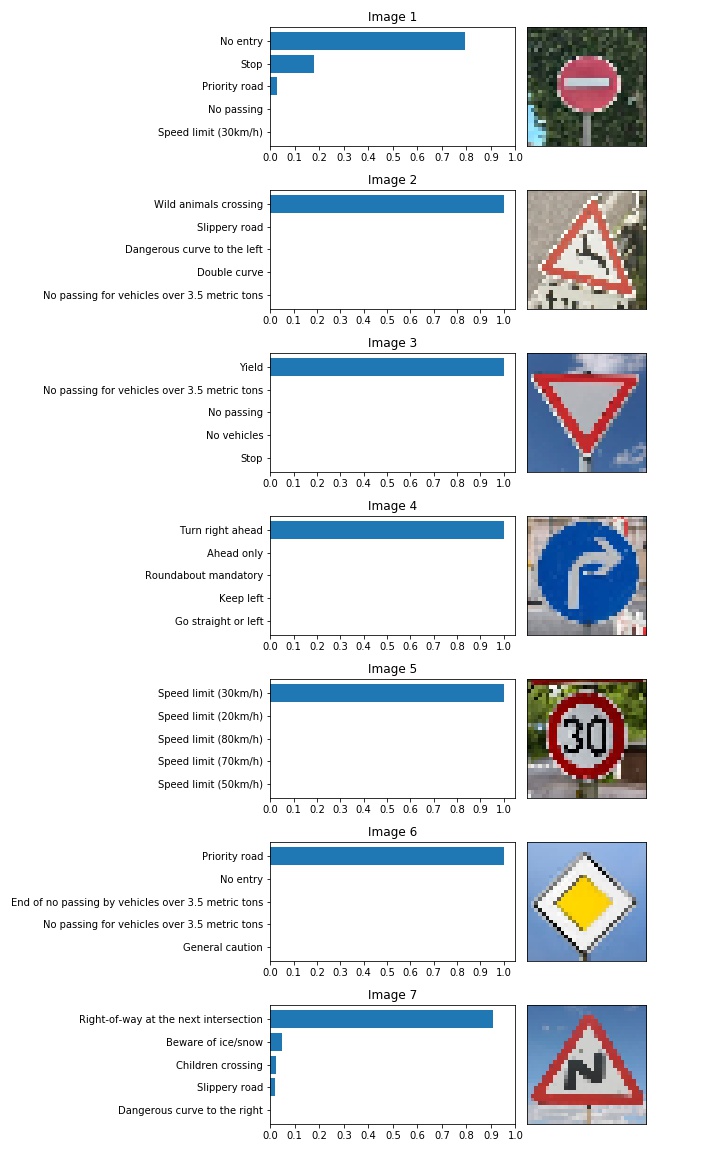 Image 1
No entry
Stop
Priority road
No passing
Speed limit (30km/h)
0.0 0.1 0.2 0.3 0.4 0.5 0.6 0.7 0.8 0.9 1.0
Image 2
Wild animals crossing
Slippery road
Dangerous curve to the left
Double curve
No passing for vehicles over 3.5 metric tons
0.0 0.1 0.2 0.3 0.4 0.5 0.6 0.7 0.8 0.9 1.0
Image 3
Yield
No passing for vehicles over 3.5 metric tons
No passing
No vehicles
Stop
0.0 0.1 0.2 0.3 0.4 0.5 0.6 0.7 0.8 0.9 1.0
Image 4
Turn right ahead
Ahead only
Roundabout mandatory
Keep left
Go straight or left
0.0 0.1 0.2 0.3 0.4 0.5 0.6 0.7 0.8 0.9 1.0
Image 5
Speed limit (30km/h)
Speed limit (20km/h)
Speed limit (80km/h)
Speed limit (70km/h)
Speed limit (50km/h)
30
0.0 0.1 0.2 0.3 0.4 0.5 0.6 0.7 0.8 0.9 1.0
Image 6
Priority road
No entry
End of no passing by vehicles over 3.5 metric tons
No passing for vehicles over 3.5 metric tons
General caution
0.0 0.1 0.2 0.3 0.4 0.5 0.6 0.7 0.8 0.9 1.0
Image 7
Right-of-way at the next intersection
Beware of ice/snow
Children crossing
Slippery road
Dangerous curve to the right
0.0 0.1 0.2 0.3 0.4 0.5 0.6 0.7 0.8 0.9 1.0